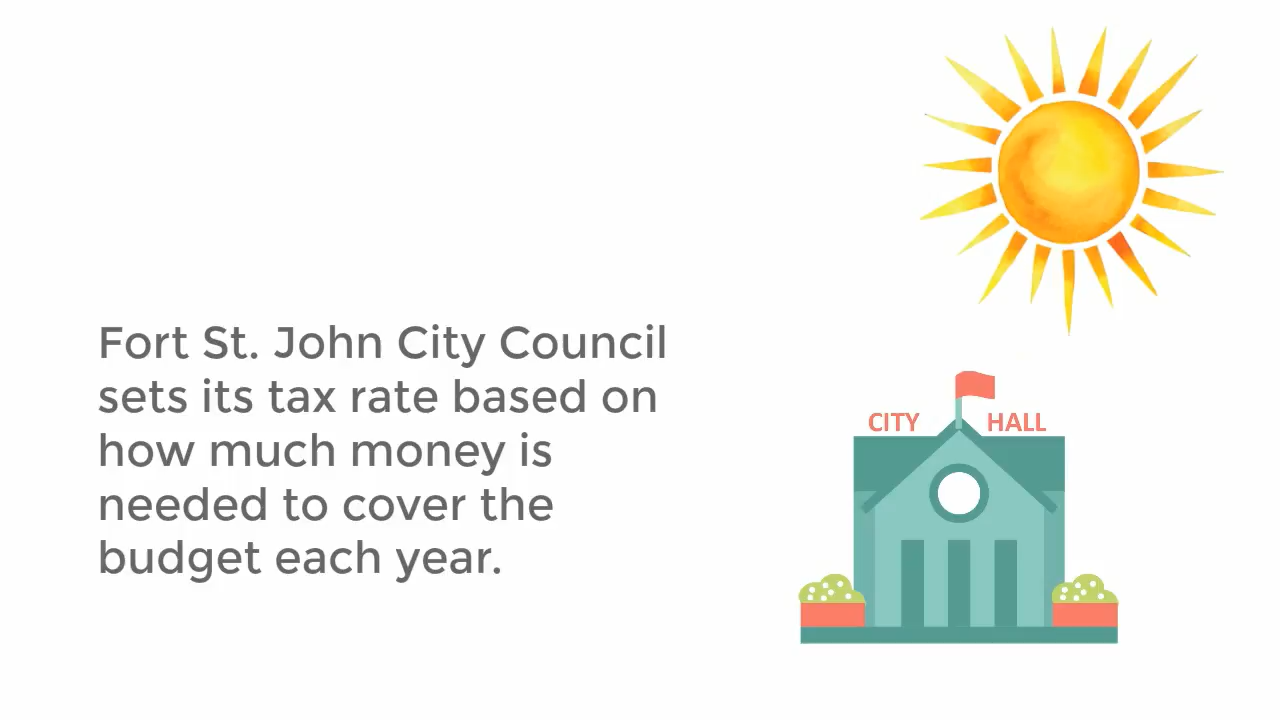 Fort St. John City Council
sets its tax rate based on
how much money is
needed to cover the
budget each year.
CITY HALL